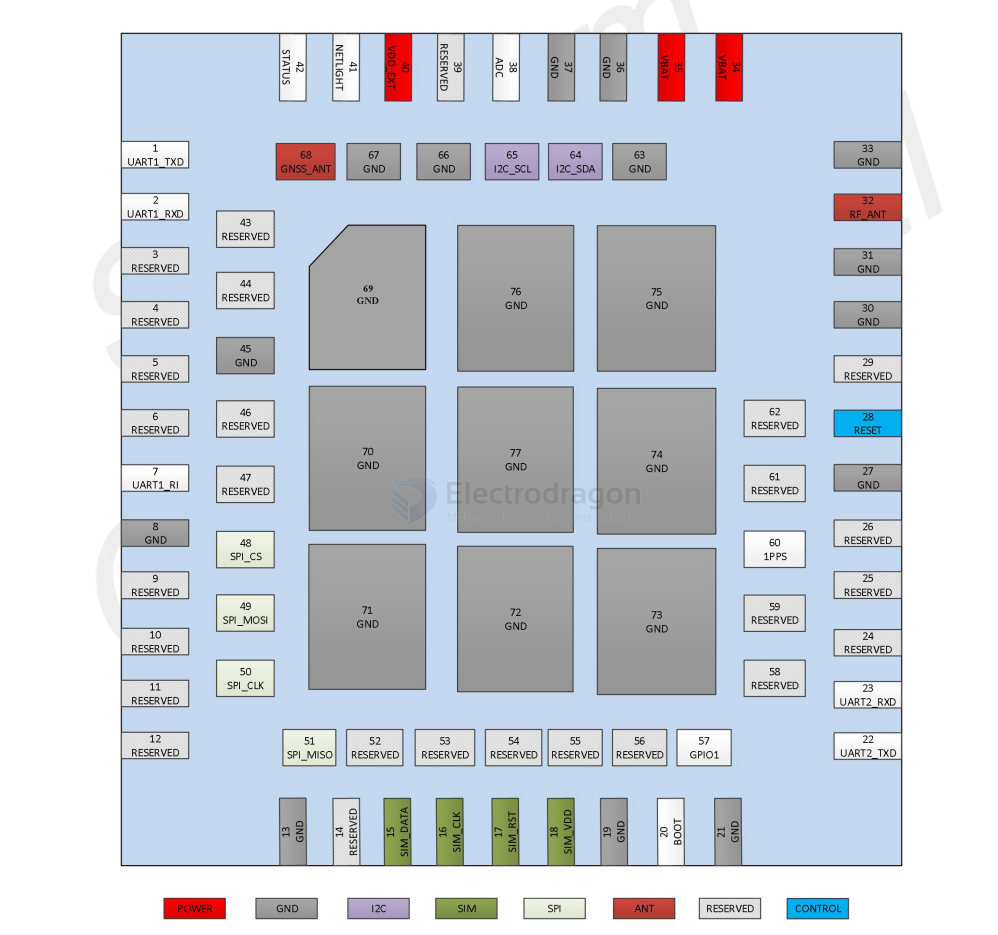 42
STATUS
41
NETLIGHT
40
VDD_EXT
39
RESERVED
38
ADC
37
GND
36
GND
35
VBAT
34
VBAT
1
UART1_TXD
68
GNSS_ANT
67
GND
66
GND
65
I2C_SCL
64
I2C_SDA
63
GND
33
GND
2
UART1_RXD
32
RF_ANT
43
RESERVED
3
RESERVED
31
GND
44
RESERVED
69
GND
76
GND
75
GND
4
RESERVED
30
GND
45
GND
5
RESERVED
29
RESERVED
46
RESERVED
62
RESERVED
6
RESERVED
28
RESET
70
GND
77
GND
74
GND
7
UART1_RI
47
RESERVED
61
RESERVED
27
GND
Electrodragon
8
GND
48
SPI_CS
60
1PPS
26
RESERVED
9
RESERVED
49
SPI_MOSI
71
GND
72
GND
73
GND
59
RESERVED
25
RESERVED
10
RESERVED
24
RESERVED
50
SPI_CLK
58
RESERVED
11
RESERVED
23
UART2_RXD
12
RESERVED
51
SPI_MISO
52
RESERVED
53
RESERVED
54
RESERVED
55
RESERVED
56
RESERVED
57
GPIO1
22
UART2_TXD
13
GND
14
RESERVED
15
SIM_DATA
16
SIM_CLK
17
SIM_RST
18
SIM_VDD
19
GND
20
BOOT
21
GND
POWER
GND
I2C
SIM
SPI
ANT
RESERVED
CONTROL